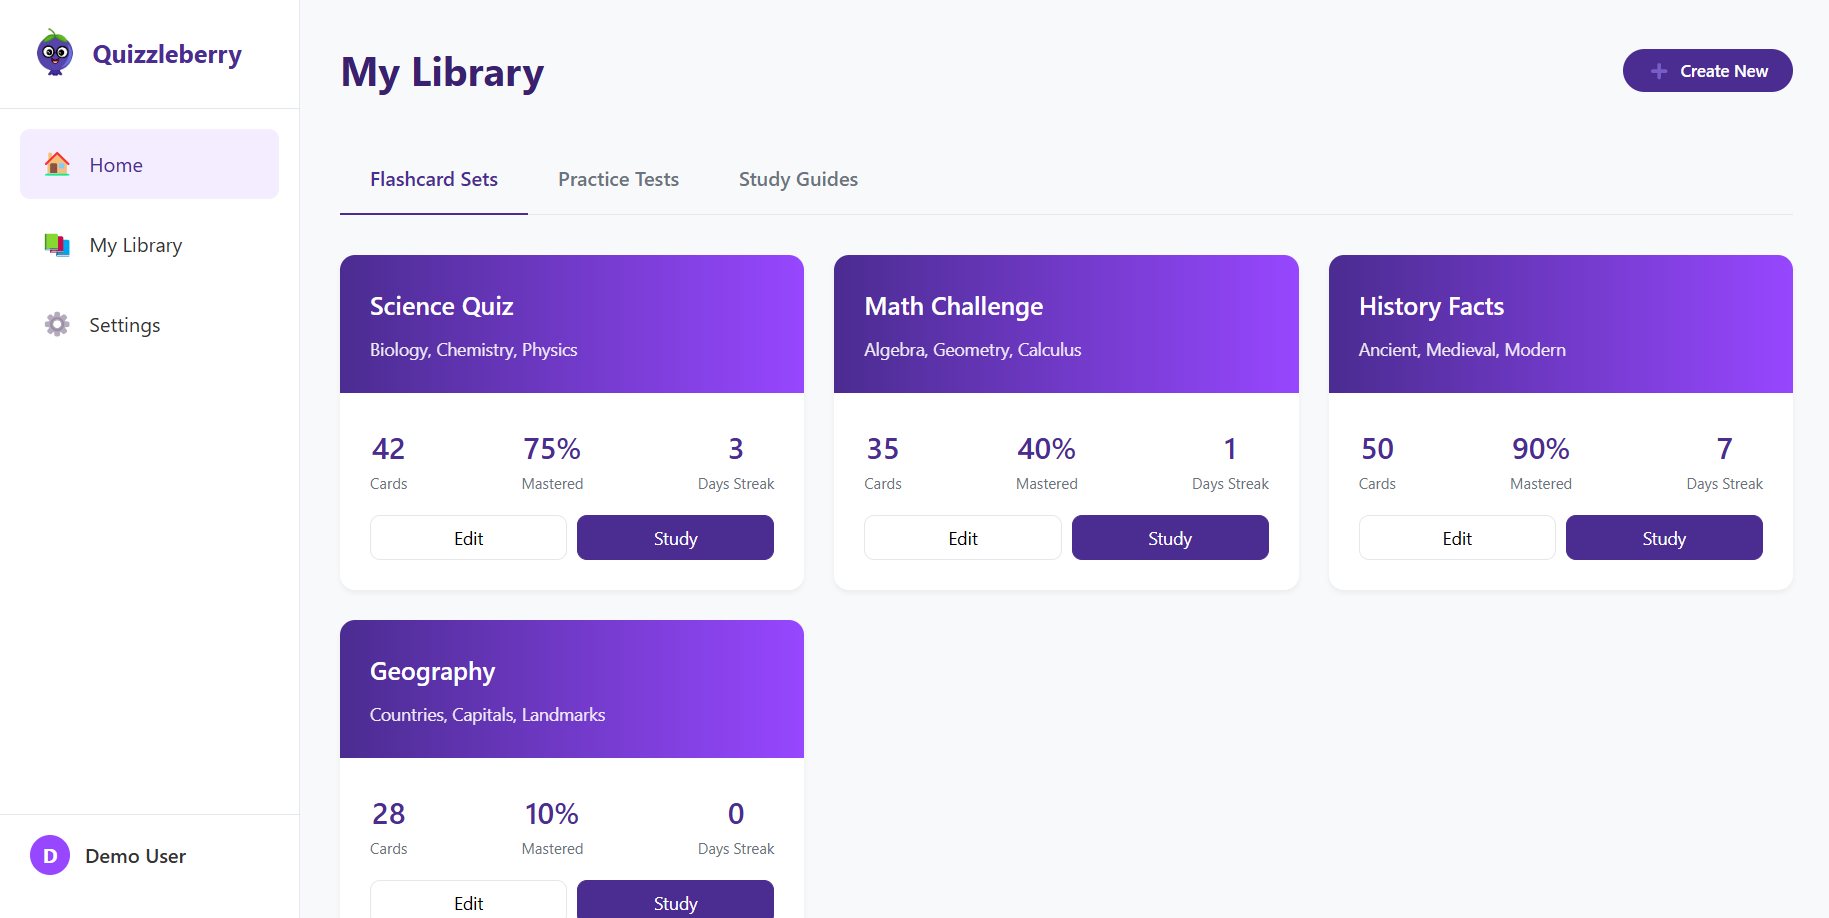 Quizzleberry
Home
My Library
Settings
D
Demo User
My Library
Create New
Flashcard Sets
Practice Tests
Study Guides
Science Quiz
Biology, Chemistry, Physics
42
75%
3
Cards
Mastered
Days Streak
Edit
Study
Math Challenge
Algebra, Geometry, Calculus
35
40%
1
Cards
Mastered
Days Streak
Edit
Study
History Facts
Ancient, Medieval, Modern
50
90%
7
Cards
Mastered
Days Streak
Edit
Study
Geography
Countries, Capitals, Landmarks
28
10%
0
Cards
Mastered
Days Streak
Edit
Study